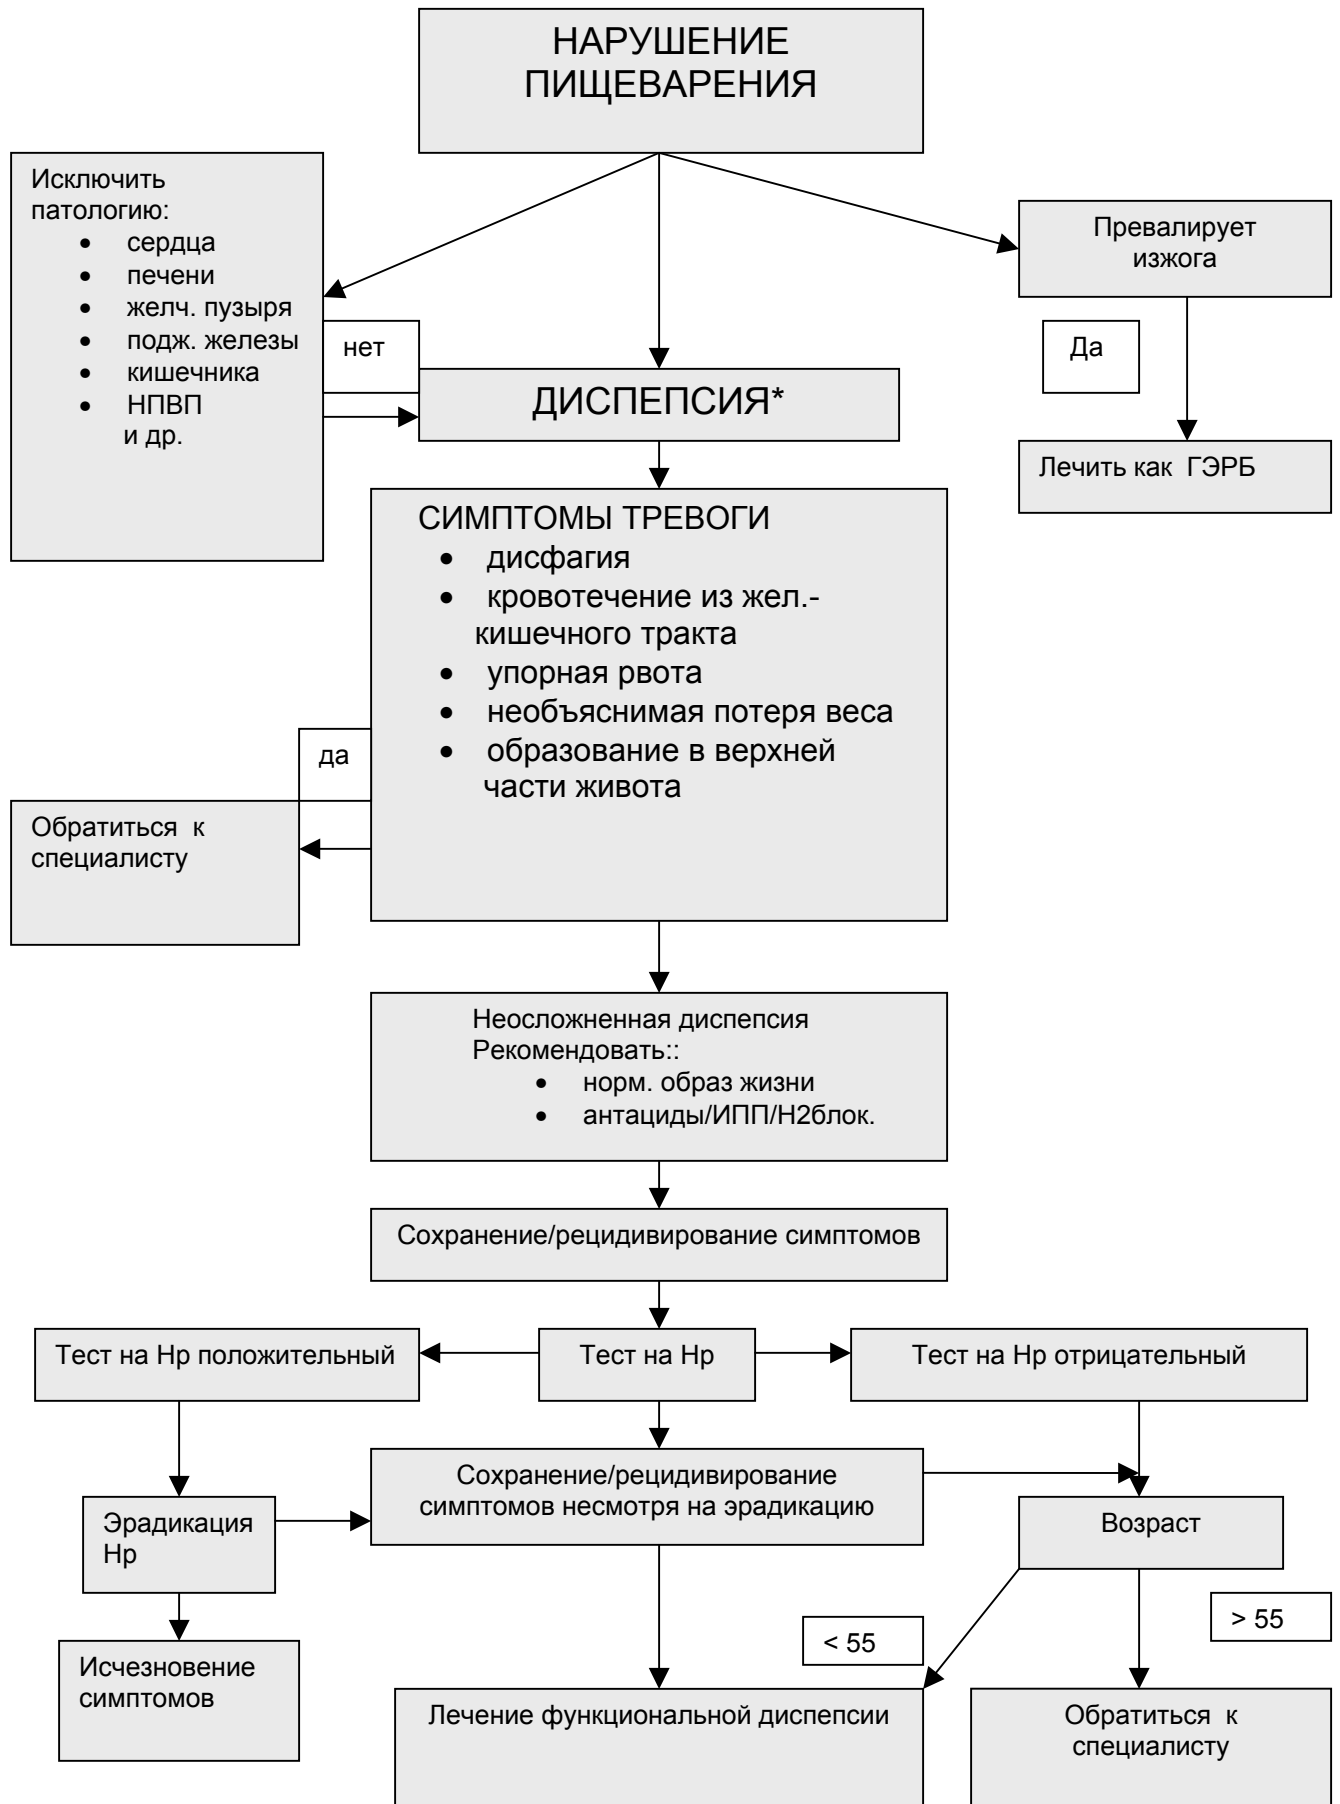 НАРУШЕНИЕ
ПИЩЕВАРЕНИЯ
Исключить
патологию:
• сердца
• печени
• желч. пузыря
• подж. железы
• кишечника
• НПВП
и др.
Превалирует
изжога
нет
Да
ДИСПЕПСИЯ*
Лечить как ГЭРБ
СИМПТОМЫ ТРЕВОГИ
• дисфагия
• кровотечение из жел.-
кишечного тракта
• упорная рвота
• необъяснимая потеря веса
• образование в верхней
части живота
да
Обратиться к
специалисту
Неосложненная диспепсия
Рекомендовать::
• норм. образ жизни
• антациды/ИПП/Н2блок.
Сохранение/рецидивирование симптомов
Тест на Нр положительный
Тест на Нр
Тест на Нр отрицательный
Сохранение/рецидивирование
симптомов несмотря на эрадикацию
Эрадикация
Нр
Возраст
< 55
> 55
Исчезновение
симптомов
Лечение функциональной диспепсии
Обратиться к
специалисту